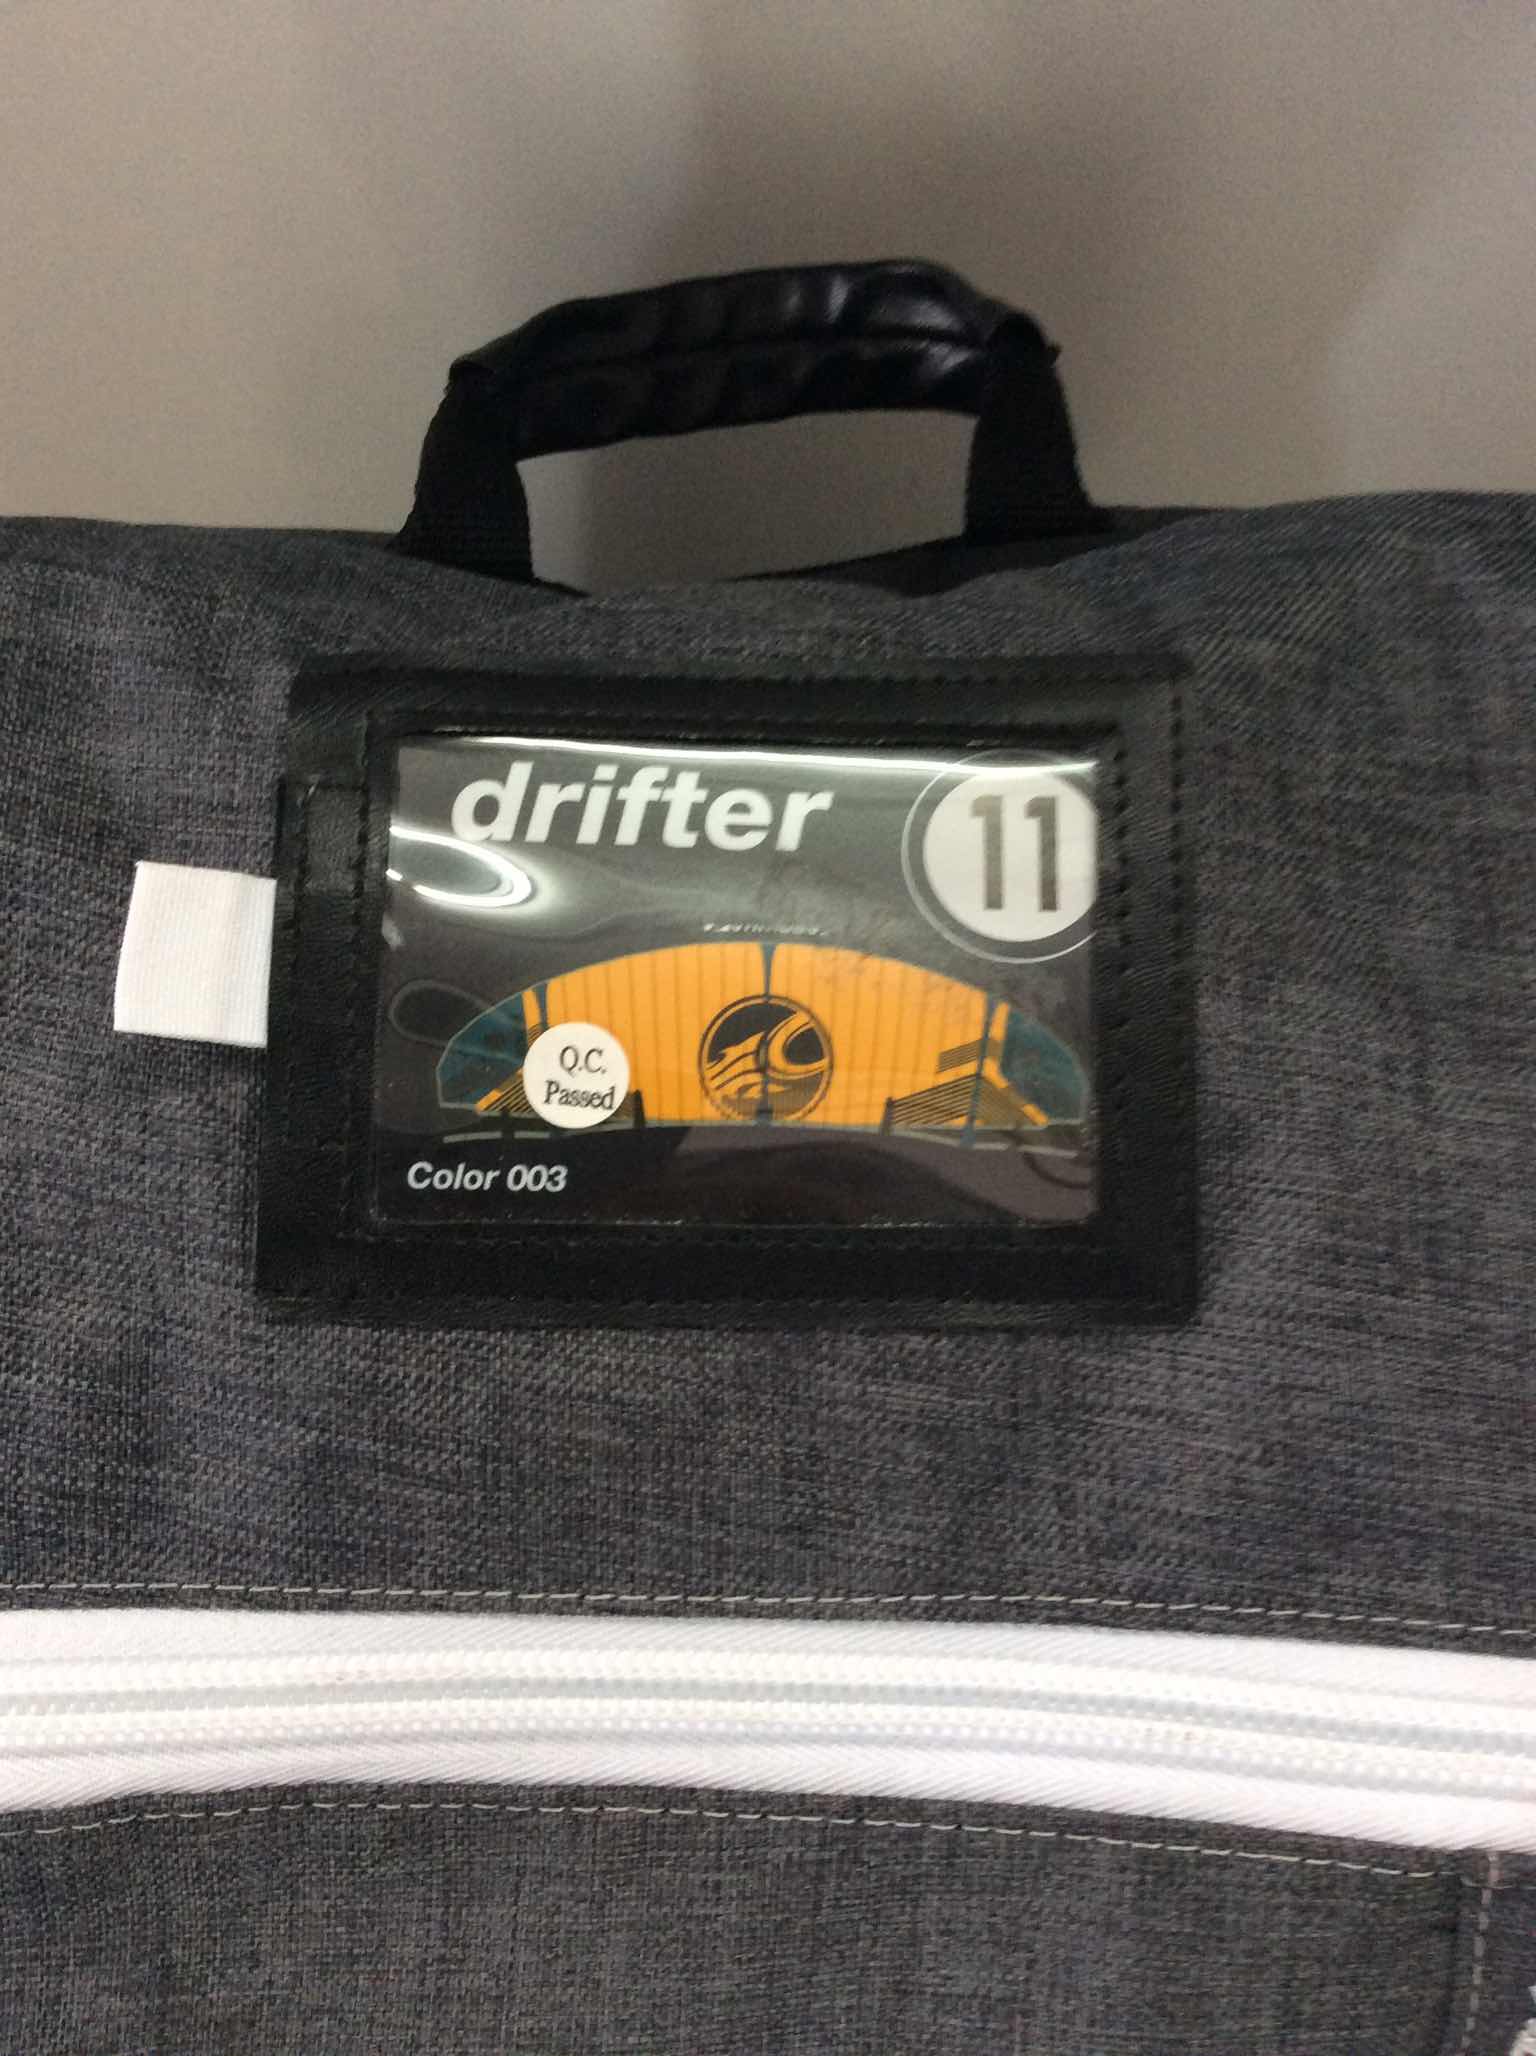 drifter
11
Q.C.
Passed
Color 003